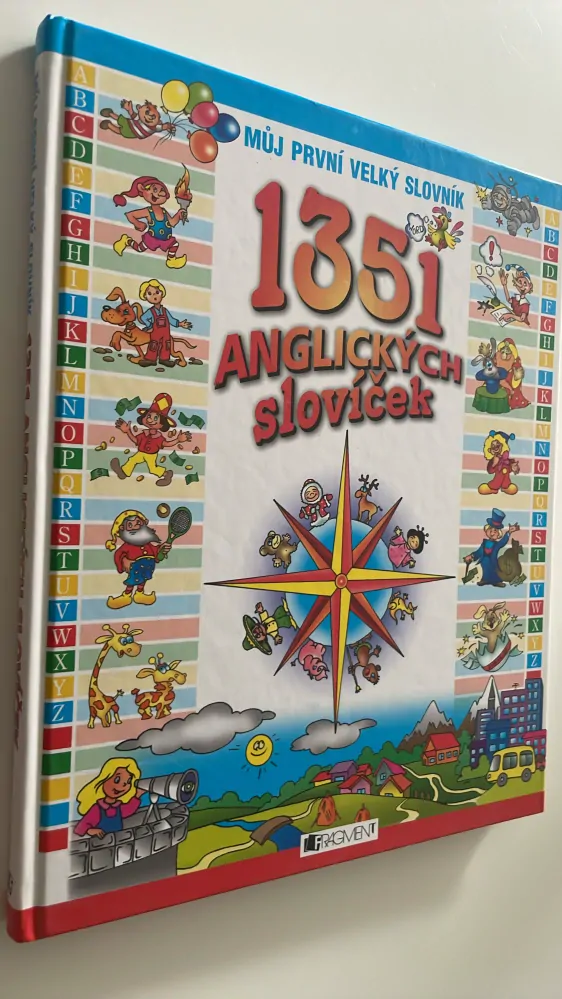 MŮJ PRVNÍ VELKÝ SLOVNÍK
1351
ANGLICKÝCH
slovíček
A
B
C
D
E
F
G
H
I
J
K
L
M
N
O
P
Q
R
S
T
U
V
W
X
Y
Z
A
B
C
D
E
F
G
H
I
J
K
L
M
N
O
P
Q
R
S
T
U
V
W
X
Y
Z
FRAGMENT